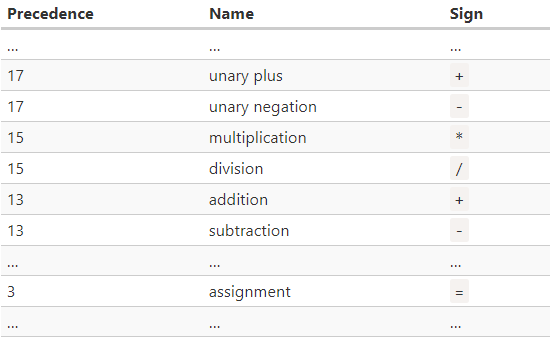 Precedence Name Sign
... ... ...
17 unary plus +
17 unary negation -
15 multiplication *
15 division /
13 addition +
13 subtraction -
... ... ...
3 assignment =
... ... ...